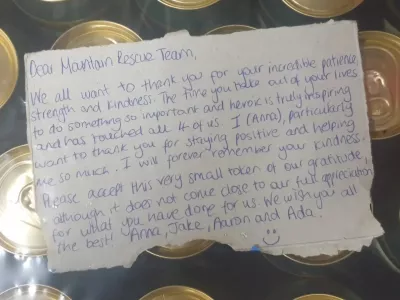 Dear Mountain Rescue Team,
We all want to thank you for your incredible patience,
strength and kindness. The time you take out of your lives
to do something so important and heroic is truly inspiring
and has touched all 4 of us. I (Anna), particularly
want to thank you for staying positive and helping
me so much. I will forever remember your kindness.
Please accept this very small token of our gratitude,
although it does not come close to our full appreciation
for what you have done for us. We wish you all
the best! Anna, Jake, Aaron and Ada.